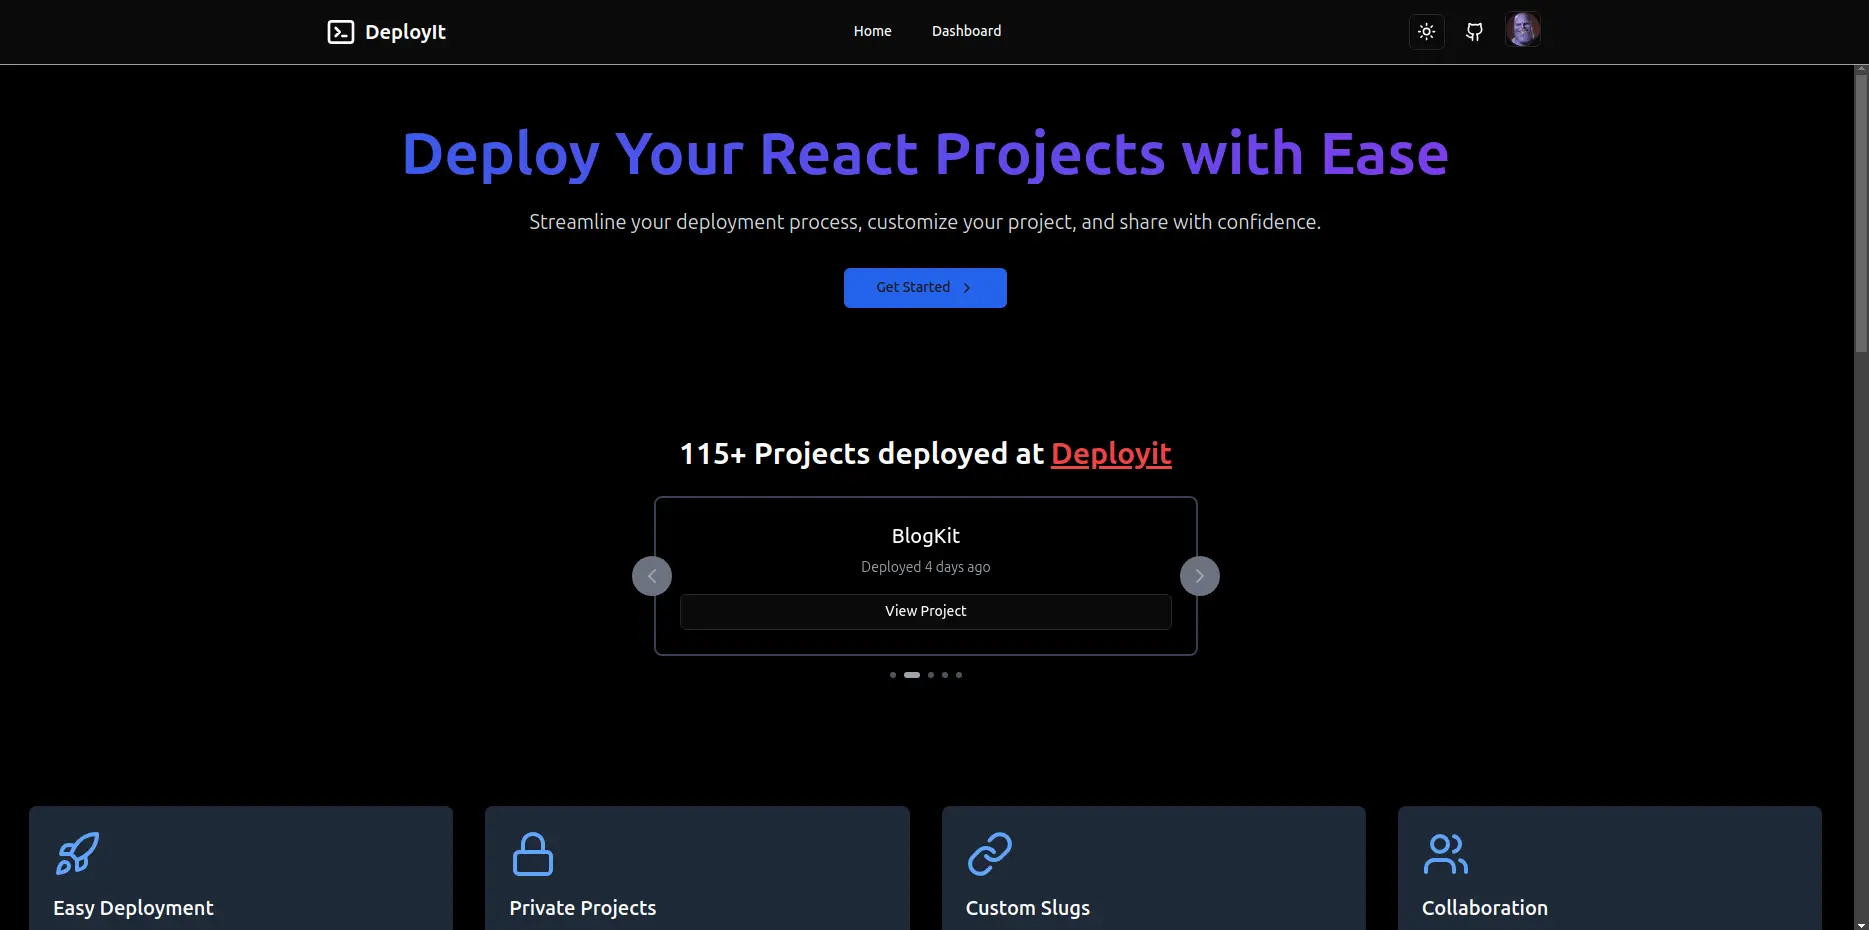 DeployIt
Home
Dashboard
Deploy Your React Projects with Ease
Streamline your deployment process, customize your project, and share with confidence.
Get Started
115+ Projects deployed at Deployit
BlogKit
Deployed 4 days ago
View Project
Easy Deployment
Private Projects
Custom Slugs
Collaboration